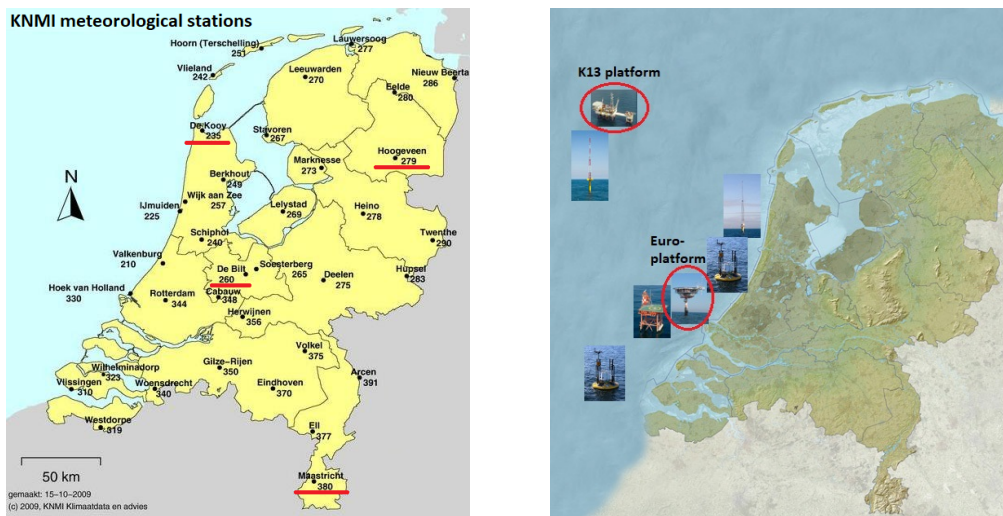 KNMI meteorological stations
Lauwersoog
277
Hoorn (Terschelling)
251
Vlieland
242
Leeuwarden
270
Nieuw Beerta
286
Eelde
280
De Kooy
235
Stavoren
267
Hoogeveen
279
Marknesse
273
Berkhout
249
N
Wijk aan Zee
257
IJmuiden
225
Lelystad
269
Heino
278
Schiphol
240
Twenthe
290
Valkenburg
210
De Bilt
260
Soesterberg
265
Deelen
275
Hupsel
283
Hoek van Holland
330
Rotterdam
344
Cabauw
348
Herwijnen
356
Volkel
375
Wilhelminadorp
323
Gilze-Rijen
350
Arcen
391
Vlissingen
310
Woensdrecht
340
Eindhoven
370
Westdorpe
319
Ell
377
50 km
Maastricht
380
gemaakt: 15-10-2009
(c) 2009, KNMI Klimaatdata en advies
K13 platform
Euro-
platform